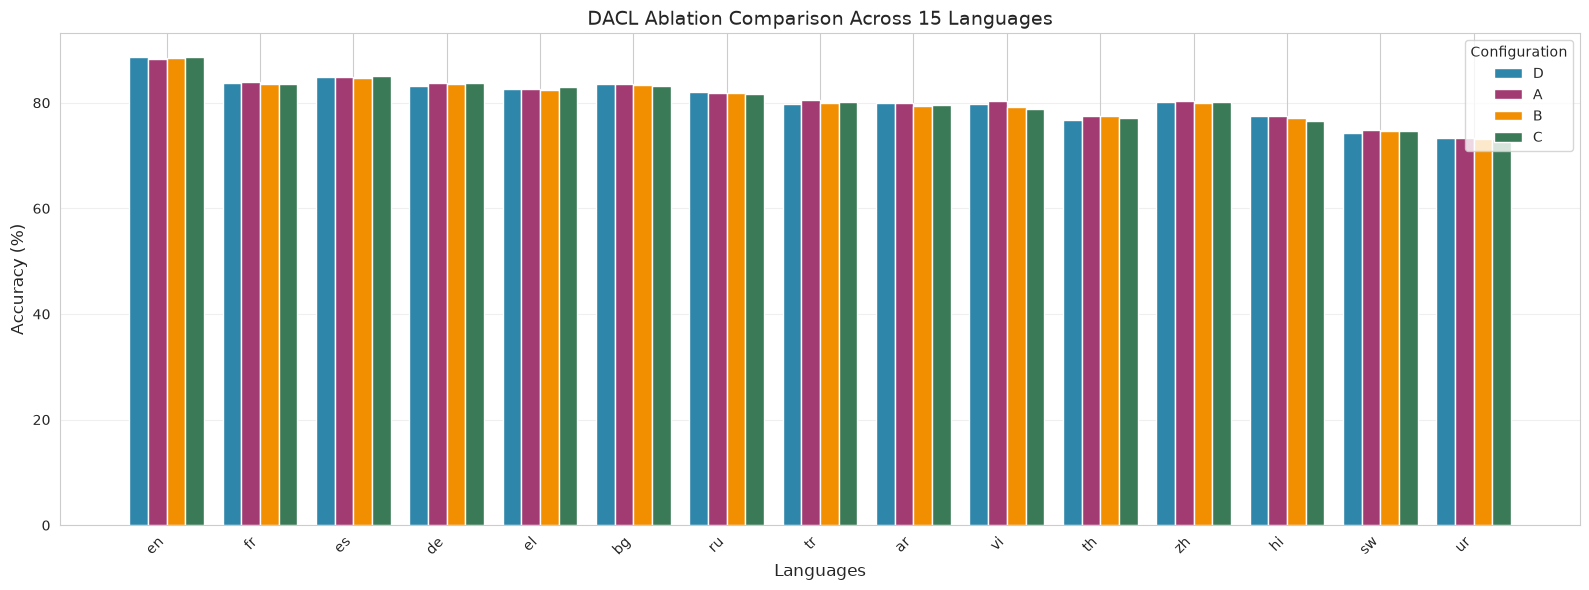 DACL Ablation Comparison Across 15 Languages
Configuration
D
A
B
C
Accuracy (%)
80
60
40
20
0
en fr es de el bg ru tr ar vi th zh hi sw ur
Languages